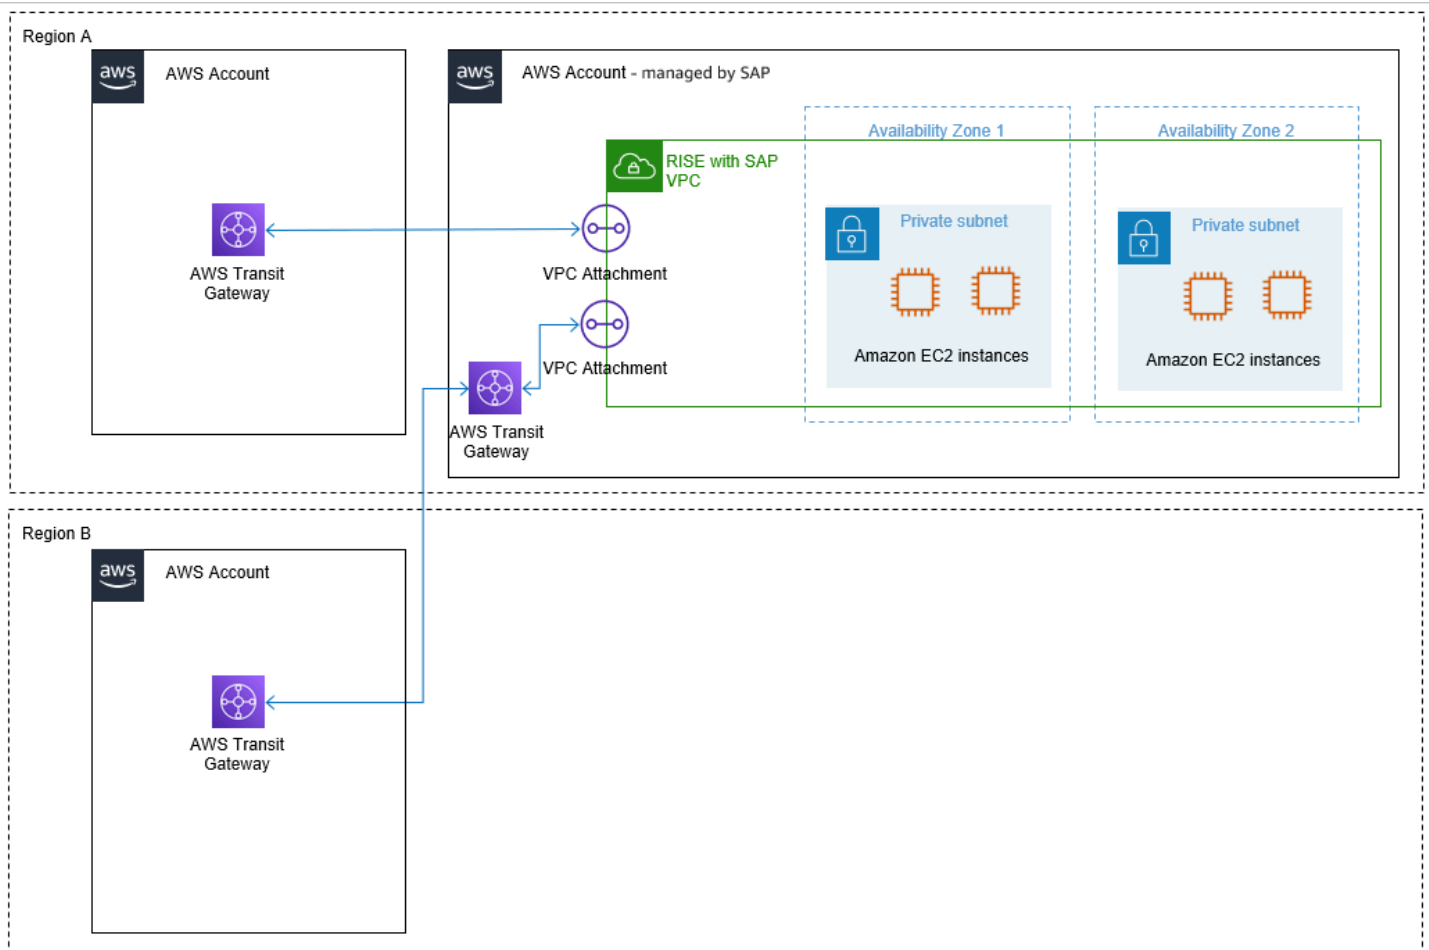 Region A
aws
AWS Account
aws
AWS Account - managed by SAP
Availability Zone 1
Availability Zone 2
RISE with SAP
VPC
Private subnet
Private subnet
AWS Transit
Gateway
VPC Attachment
Amazon EC2 instances
Amazon EC2 instances
VPC Attachment
AWS Transit
Gateway
Region B
aws
AWS Account
AWS Transit
Gateway